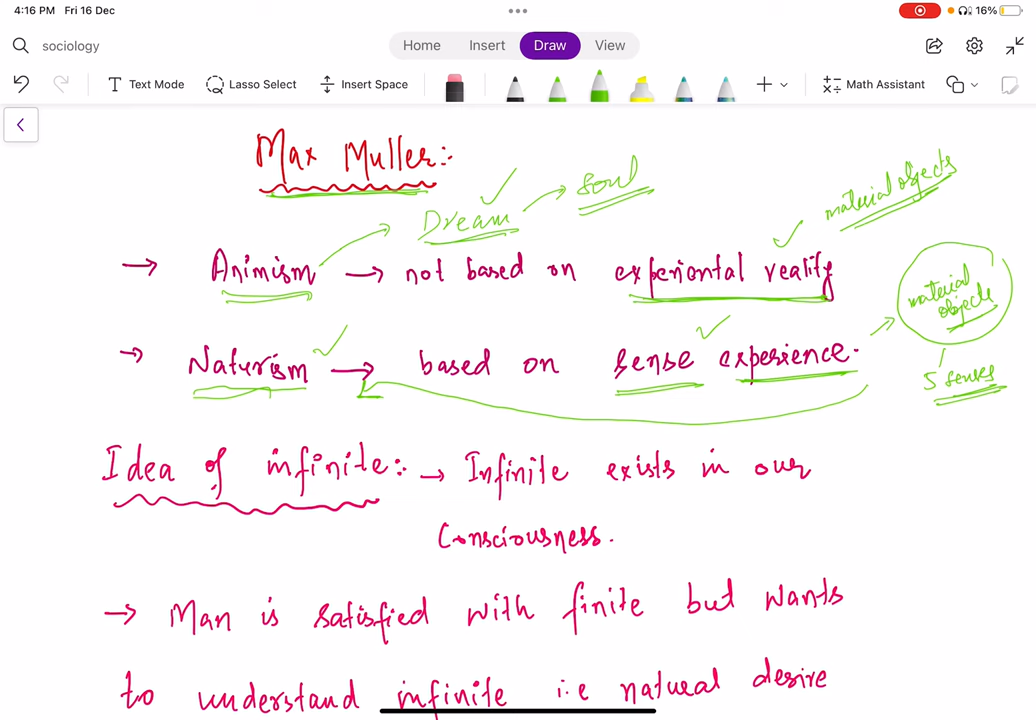 4:16 PM Fri 16 Dec
16%
sociology
Home Insert Draw View
Text Mode Lasso Select Insert Space Math Assistant
Max Muller:-
Dream → Soul
material objects
→ Animism → not based on experiental reality
material objects
→ Naturism → based on sense experience.
5 senses
Idea of infinite:- → Infinite exists in our
Consciousness.
→ Man is satisfied with finite but wants
to understand infinite i.e natural desire